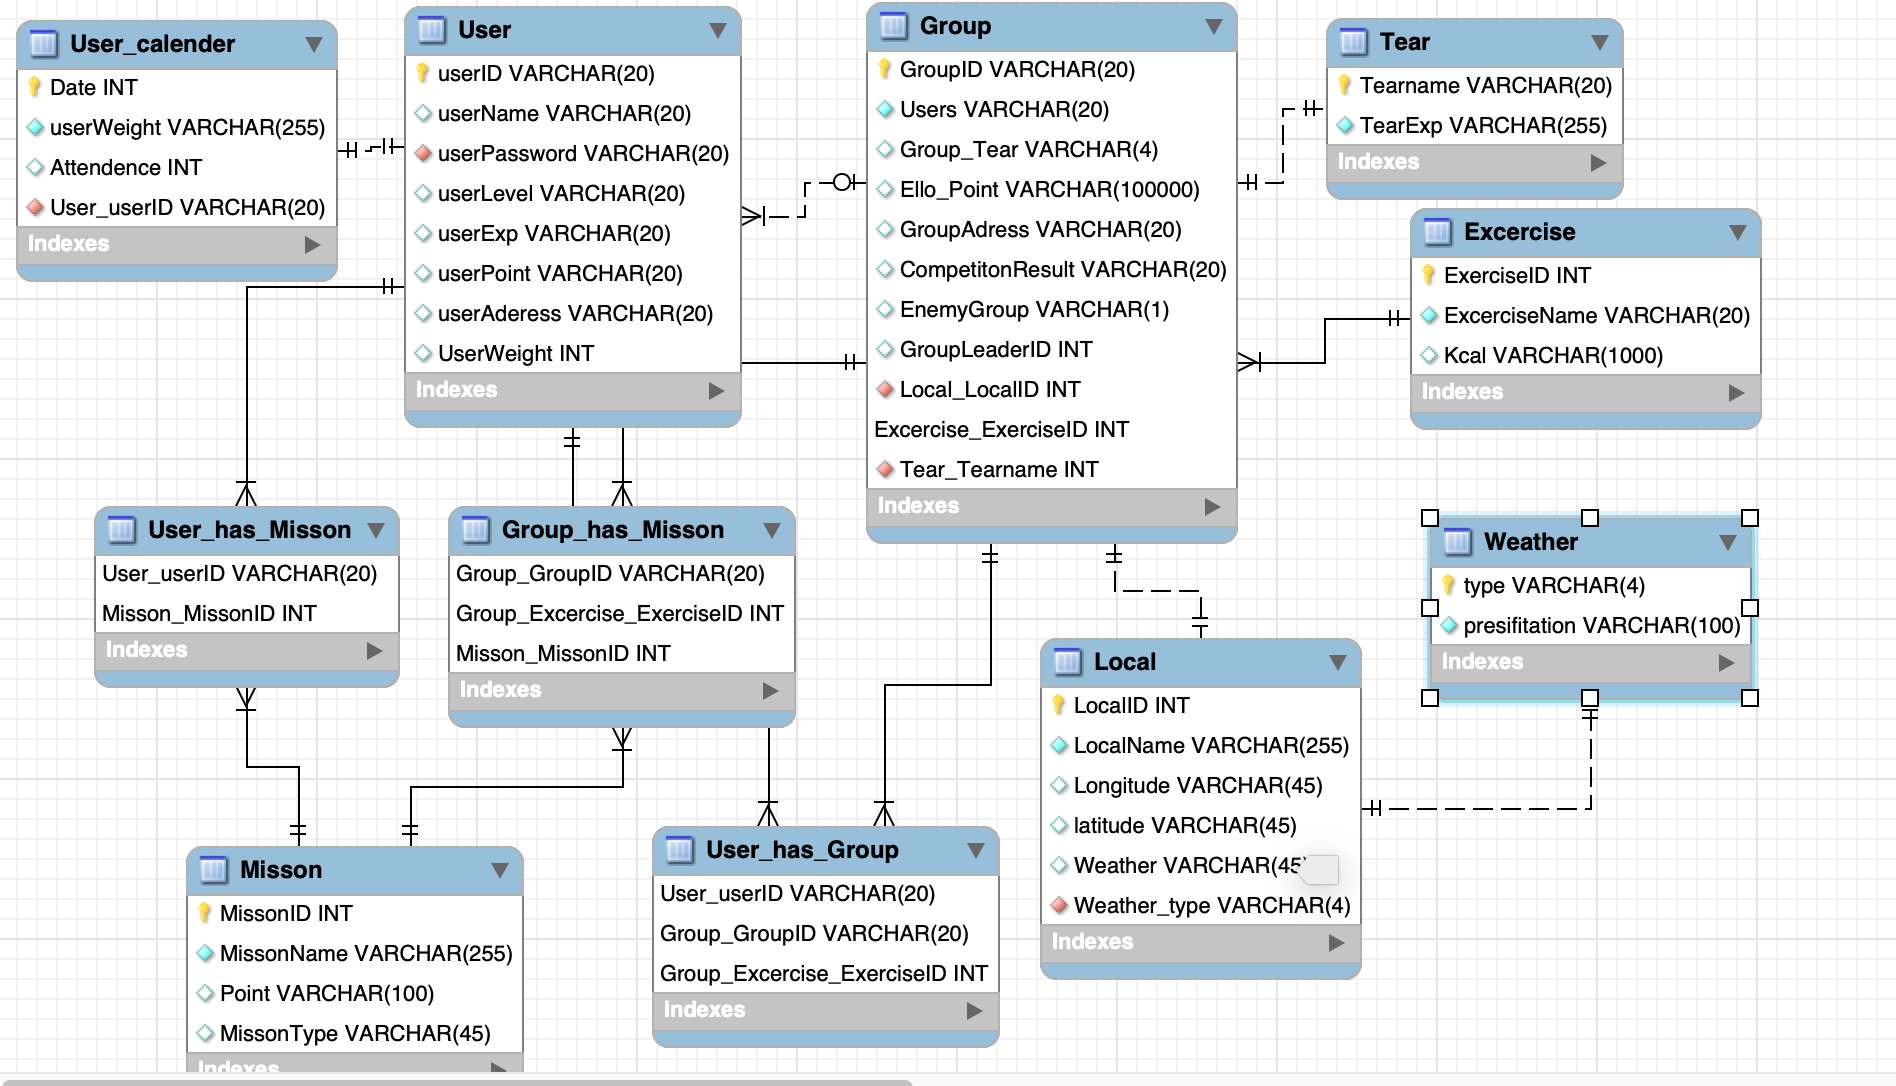 User_calender
Date INT
userWeight VARCHAR(255)
Attendence INT
User_userID VARCHAR(20)
Indexes
User
userID VARCHAR(20)
userName VARCHAR(20)
userPassword VARCHAR(20)
userLevel VARCHAR(20)
userExp VARCHAR(20)
userPoint VARCHAR(20)
userAderess VARCHAR(20)
UserWeight INT
Indexes
Group
GroupID VARCHAR(20)
Users VARCHAR(20)
Group_Tear VARCHAR(4)
Ello_Point VARCHAR(100000)
GroupAdress VARCHAR(20)
CompetitonResult VARCHAR(20)
EnemyGroup VARCHAR(1)
GroupLeaderID INT
Local_LocalID INT
Excercise_ExerciseID INT
Tear_Tearname INT
Indexes
Tear
Tearname VARCHAR(20)
TearExp VARCHAR(255)
Indexes
Excercise
ExerciseID INT
ExcerciseName VARCHAR(20)
Kcal VARCHAR(1000)
Indexes
User_has_Misson
User_userID VARCHAR(20)
Misson_MissonID INT
Indexes
Group_has_Misson
Group_GroupID VARCHAR(20)
Group_Excercise_ExerciseID INT
Misson_MissonID INT
Indexes
Weather
type VARCHAR(4)
presifitation VARCHAR(100)
Indexes
Local
LocalID INT
LocalName VARCHAR(255)
Longitude VARCHAR(45)
latitude VARCHAR(45)
Weather VARCHAR(45)
Weather_type VARCHAR(4)
Indexes
Misson
MissonID INT
MissonName VARCHAR(255)
Point VARCHAR(100)
MissonType VARCHAR(45)
Indexes
User_has_Group
User_userID VARCHAR(20)
Group_GroupID VARCHAR(20)
Group_Excercise_ExerciseID INT
Indexes